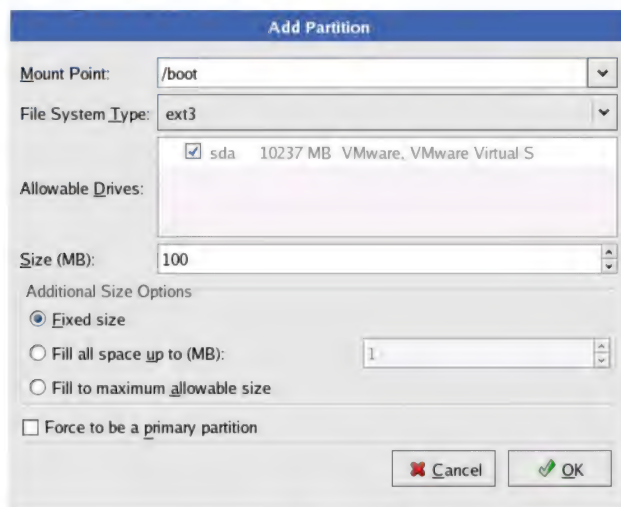 Add Partition
Mount Point: /boot
File System Type: ext3
sda 10237 MB VMware, VMware Virtual S
Allowable Drives:
Size (MB): 100
Additional Size Options
Fixed size
Fill all space up to (MB): 1
Fill to maximum allowable size
Force to be a primary partition
Cancel OK